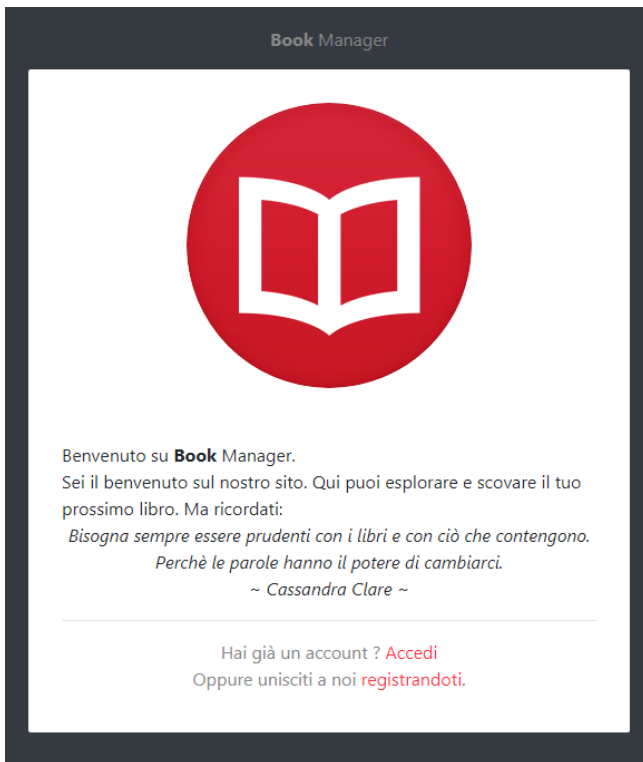 Book Manager
Benvenuto su Book Manager.
Sei il benvenuto sul nostro sito. Qui puoi esplorare e scovare il tuo
prossimo libro. Ma ricordati:
Bisogna sempre essere prudenti con i libri e con ciò che contengono.
Perchè le parole hanno il potere di cambiarci.
~ Cassandra Clare ~
Hai già un account ? Accedi
Oppure unisciti a noi registrandoti.